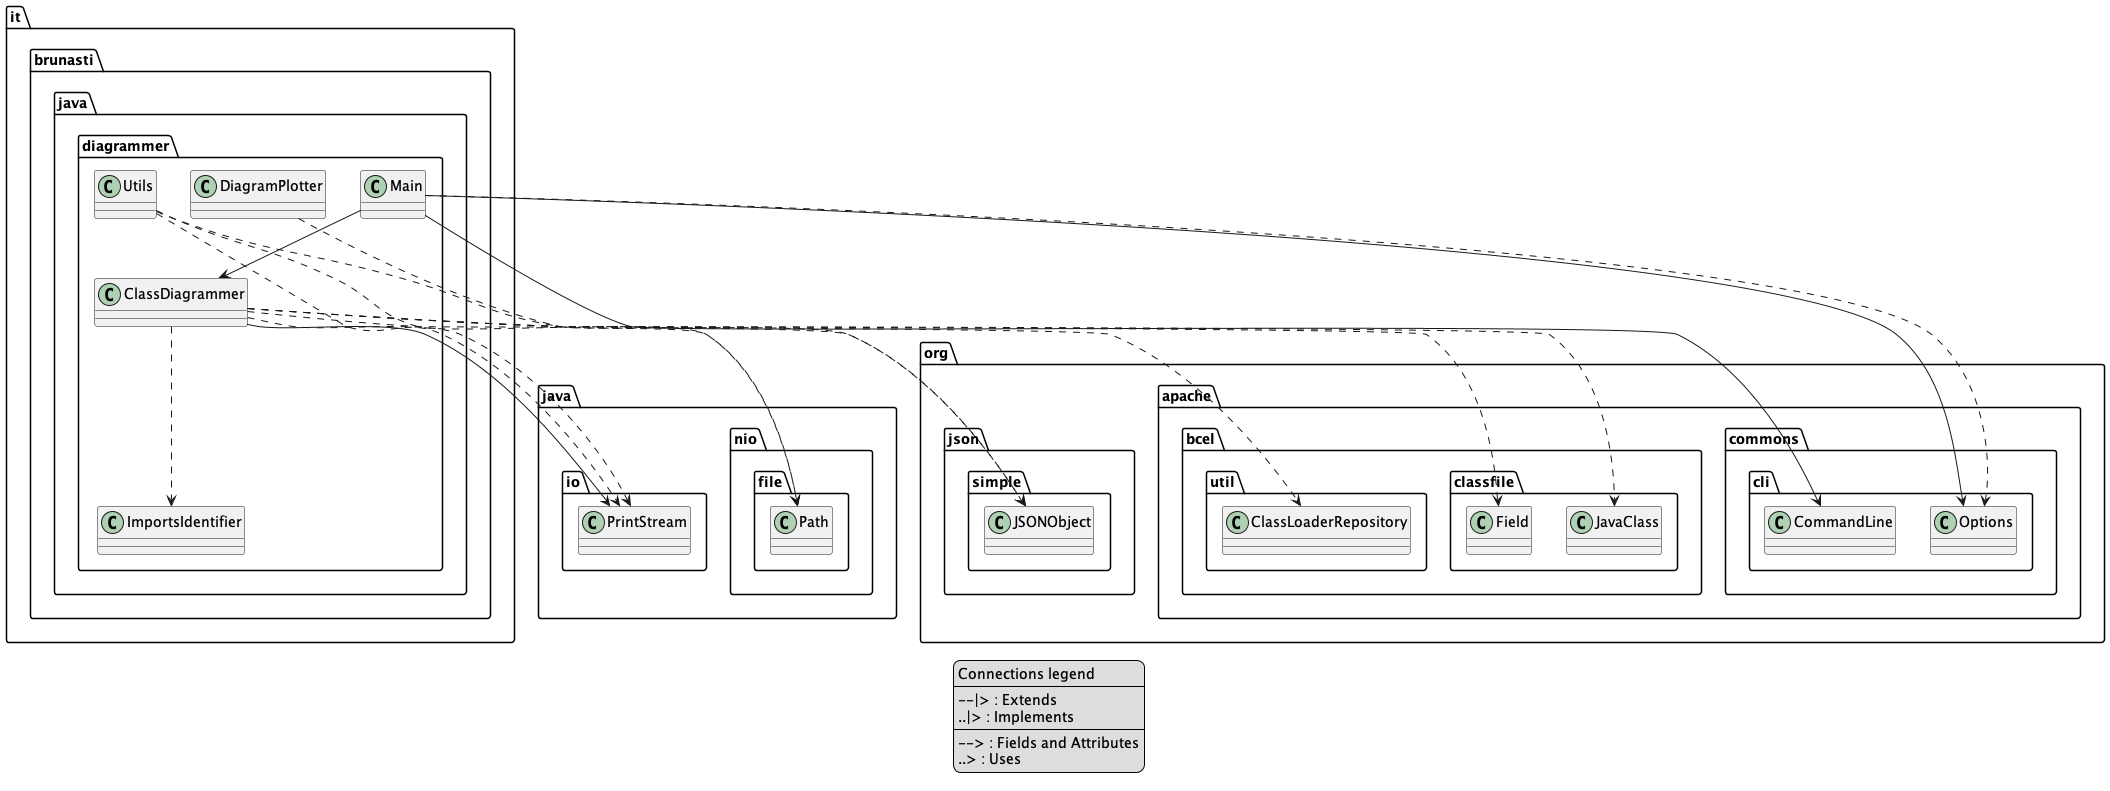 it
brunasti
java
diagrammer
C Utils
C DiagramPlotter
C Main
C ClassDiagrammer
C ImportsIdentifier
java
io
C PrintStream
nio
file
C Path
org
json
simple
C JSONObject
apache
bcel
util
C ClassLoaderRepository
classfile
C Field
C JavaClass
commons
cli
C CommandLine
C Options
Connections legend
--|> : Extends
..|> : Implements
--> : Fields and Attributes
..> : Uses